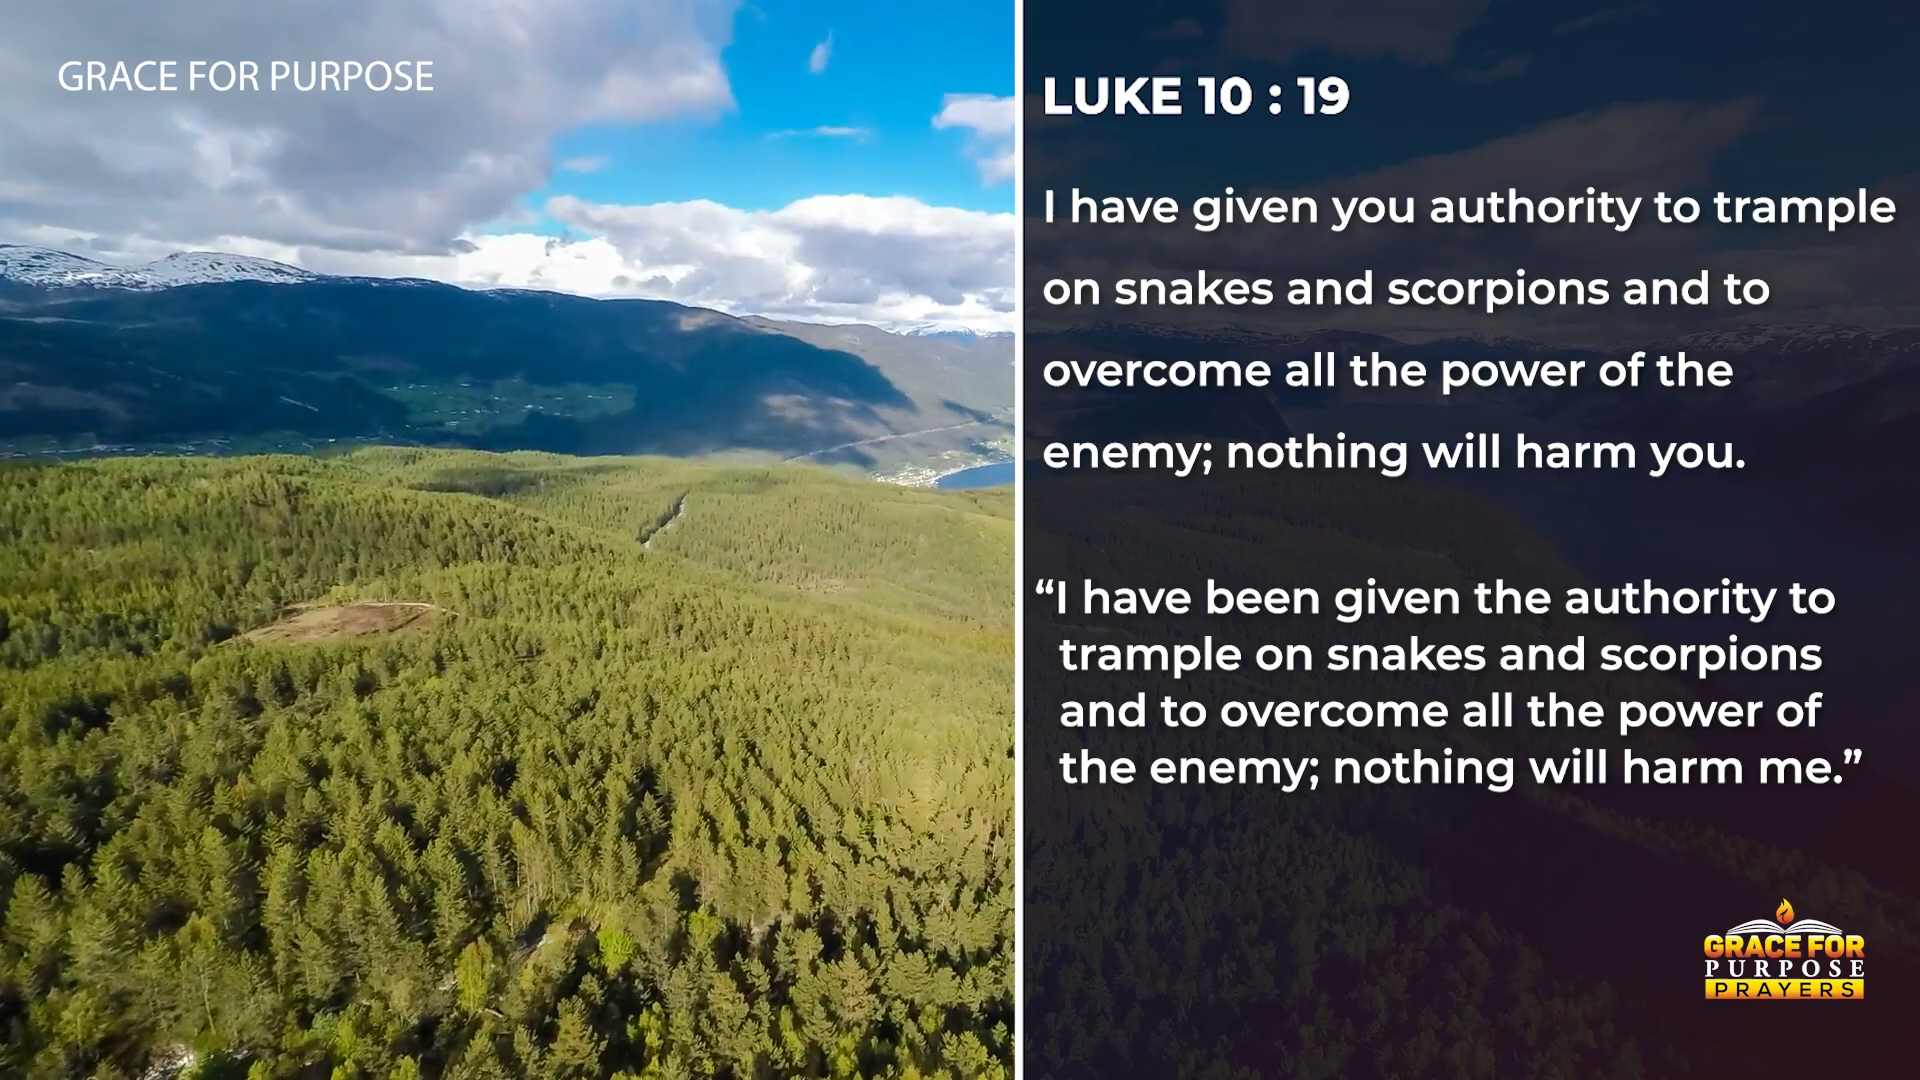 GRACE FOR PURPOSE
LUKE 10 : 19
I have given you authority to trample
on snakes and scorpions and to
overcome all the power of the
enemy; nothing will harm you.
“I have been given the authority to
trample on snakes and scorpions
and to overcome all the power of
the enemy; nothing will harm me.”
GRACE FOR
PURPOSE
PRAYERS